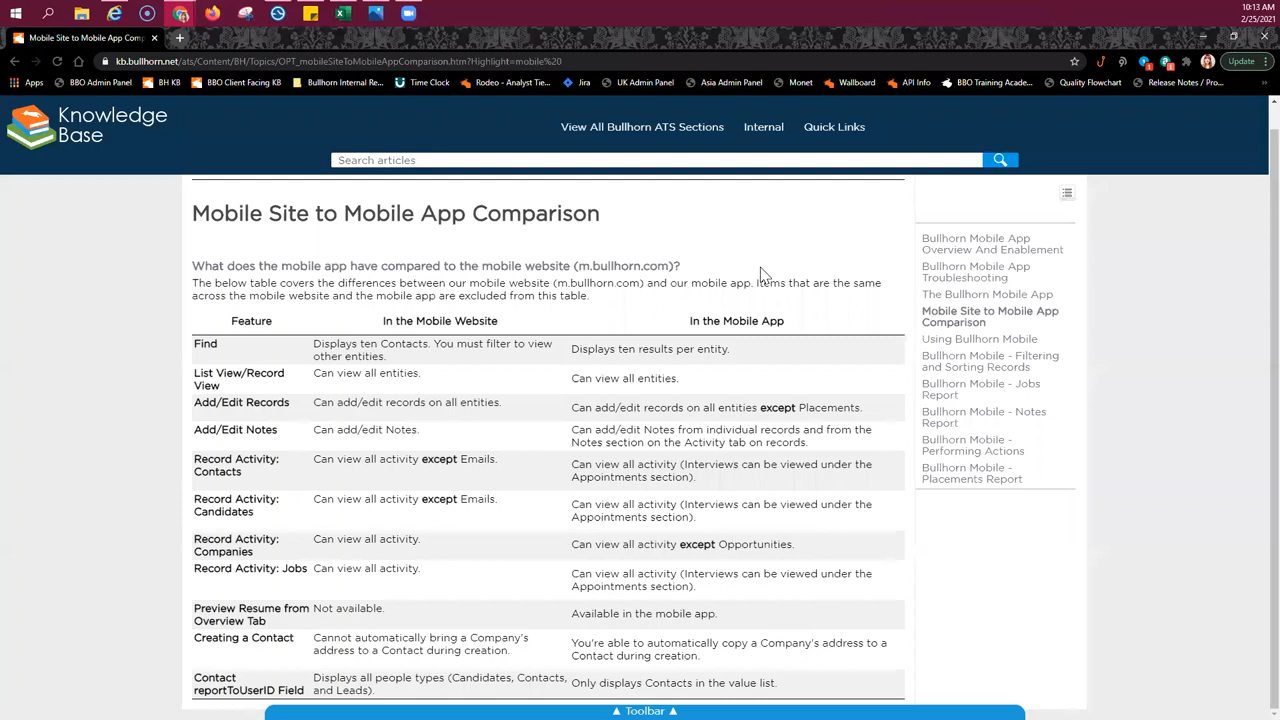 10:13 AM
2/25/2021
Mobile Site to Mobile App Comp
kb.bullhorn.net/ats/Content/BH/Topics/OPT_mobileSiteToMobileAppComparison.htm?Highlight=mobile%20
Update
Apps BBO Admin Panel BH KB BBO Client Facing KB Bullhorn Internal Re... Time Clock Rodeo - Analyst Tie... Jira UK Admin Panel Asia Admin Panel Monet Wallboard API Info BBO Training Acade... Quality Flowchart Release Notes / Pro...
Knowledge
Base
View All Bullhorn ATS Sections Internal Quick Links
Search articles
Mobile Site to Mobile App Comparison
What does the mobile app have compared to the mobile website (m.bullhorn.com)?
The below table covers the differences between our mobile website (m.bullhorn.com) and our mobile app. Items that are the same
across the mobile website and the mobile app are excluded from this table.
Feature In the Mobile Website In the Mobile App
Find Displays ten Contacts. You must filter to view
other entities. Displays ten results per entity.
List View/Record
View Can view all entities. Can view all entities.
Add/Edit Records Can add/edit records on all entities. Can add/edit records on all entities except Placements.
Add/Edit Notes Can add/edit Notes. Can add/edit Notes from individual records and from the
Notes section on the Activity tab on records.
Record Activity:
Contacts Can view all activity except Emails. Can view all activity (Interviews can be viewed under the
Appointments section).
Record Activity:
Candidates Can view all activity except Emails. Can view all activity (Interviews can be viewed under the
Appointments section).
Record Activity:
Companies Can view all activity. Can view all activity except Opportunities.
Record Activity: Jobs Can view all activity. Can view all activity (Interviews can be viewed under the
Appointments section).
Preview Resume from
Overview Tab Not available. Available in the mobile app.
Creating a Contact Cannot automatically bring a Company's
address to a Contact during creation. You're able to automatically copy a Company's address to a
Contact during creation.
Contact
reportToUserID Field Displays all people types (Candidates, Contacts,
and Leads). Only displays Contacts in the value list.
Bullhorn Mobile App
Overview And Enablement
Bullhorn Mobile App
Troubleshooting
The Bullhorn Mobile App
Mobile Site to Mobile App
Comparison
Using Bullhorn Mobile
Bullhorn Mobile - Filtering
and Sorting Records
Bullhorn Mobile - Jobs
Report
Bullhorn Mobile - Notes
Report
Bullhorn Mobile -
Performing Actions
Bullhorn Mobile -
Placements Report
▲ Toolbar ▲